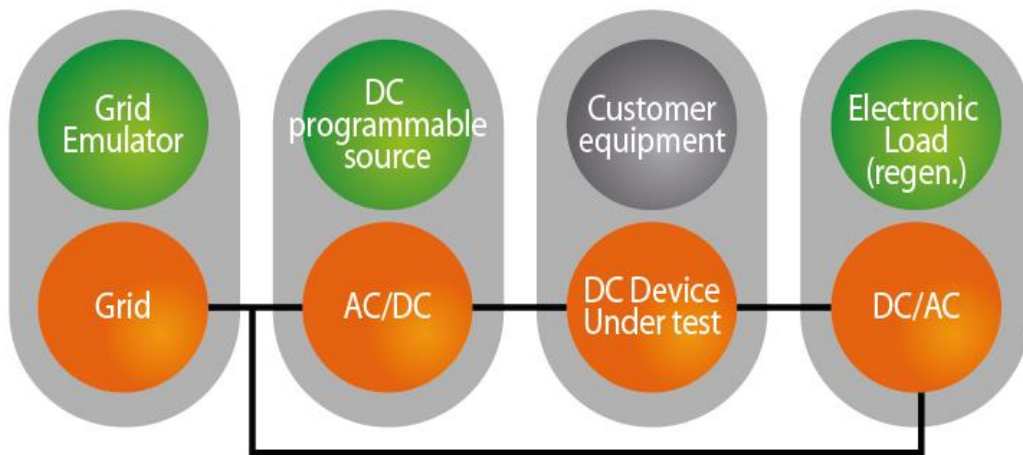 Grid
Emulator
DC
programmable
source
Customer
equipment
Electronic
Load
(regen.)
Grid
AC/DC
DC Device
Under test
DC/AC